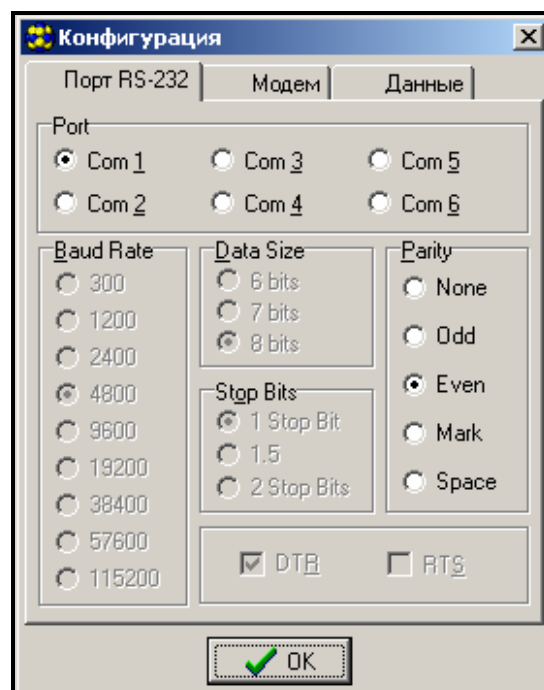 Конфигурация
Порт RS-232 Модем Данные
Port
Com 1 Com 3 Com 5
Com 2 Com 4 Com 6
Baud Rate
300
1200
2400
4800
9600
19200
38400
57600
115200
Data Size
6 bits
7 bits
8 bits
Stop Bits
1 Stop Bit
1.5
2 Stop Bits
Parity
None
Odd
Even
Mark
Space
DTR RTS
OK